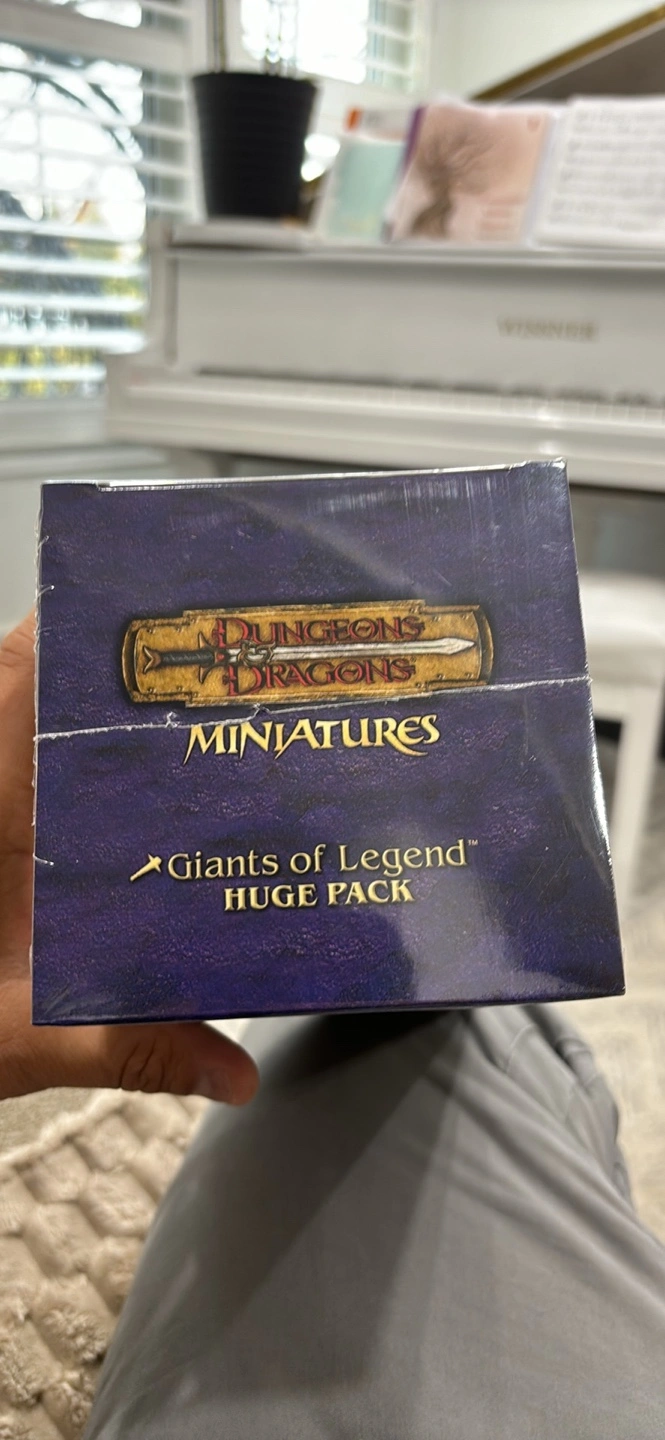 DUNGEONS
DRAGONS
MINIATURES
Giants of Legend™
HUGE PACK